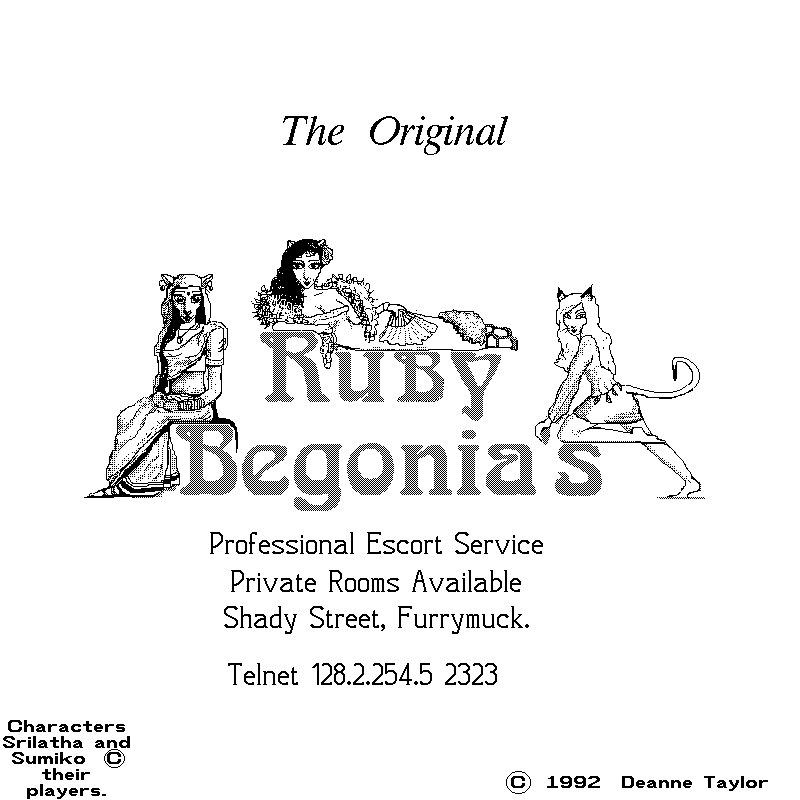 The Original
Ruby
Begonia's
Professional Escort Service
Private Rooms Available
Shady Street, Furrymuck.
Telnet 128.2.254.5 2323
Characters
Srilatha and
Sumiko ©
their
players.
© 1992 Deanne Taylor